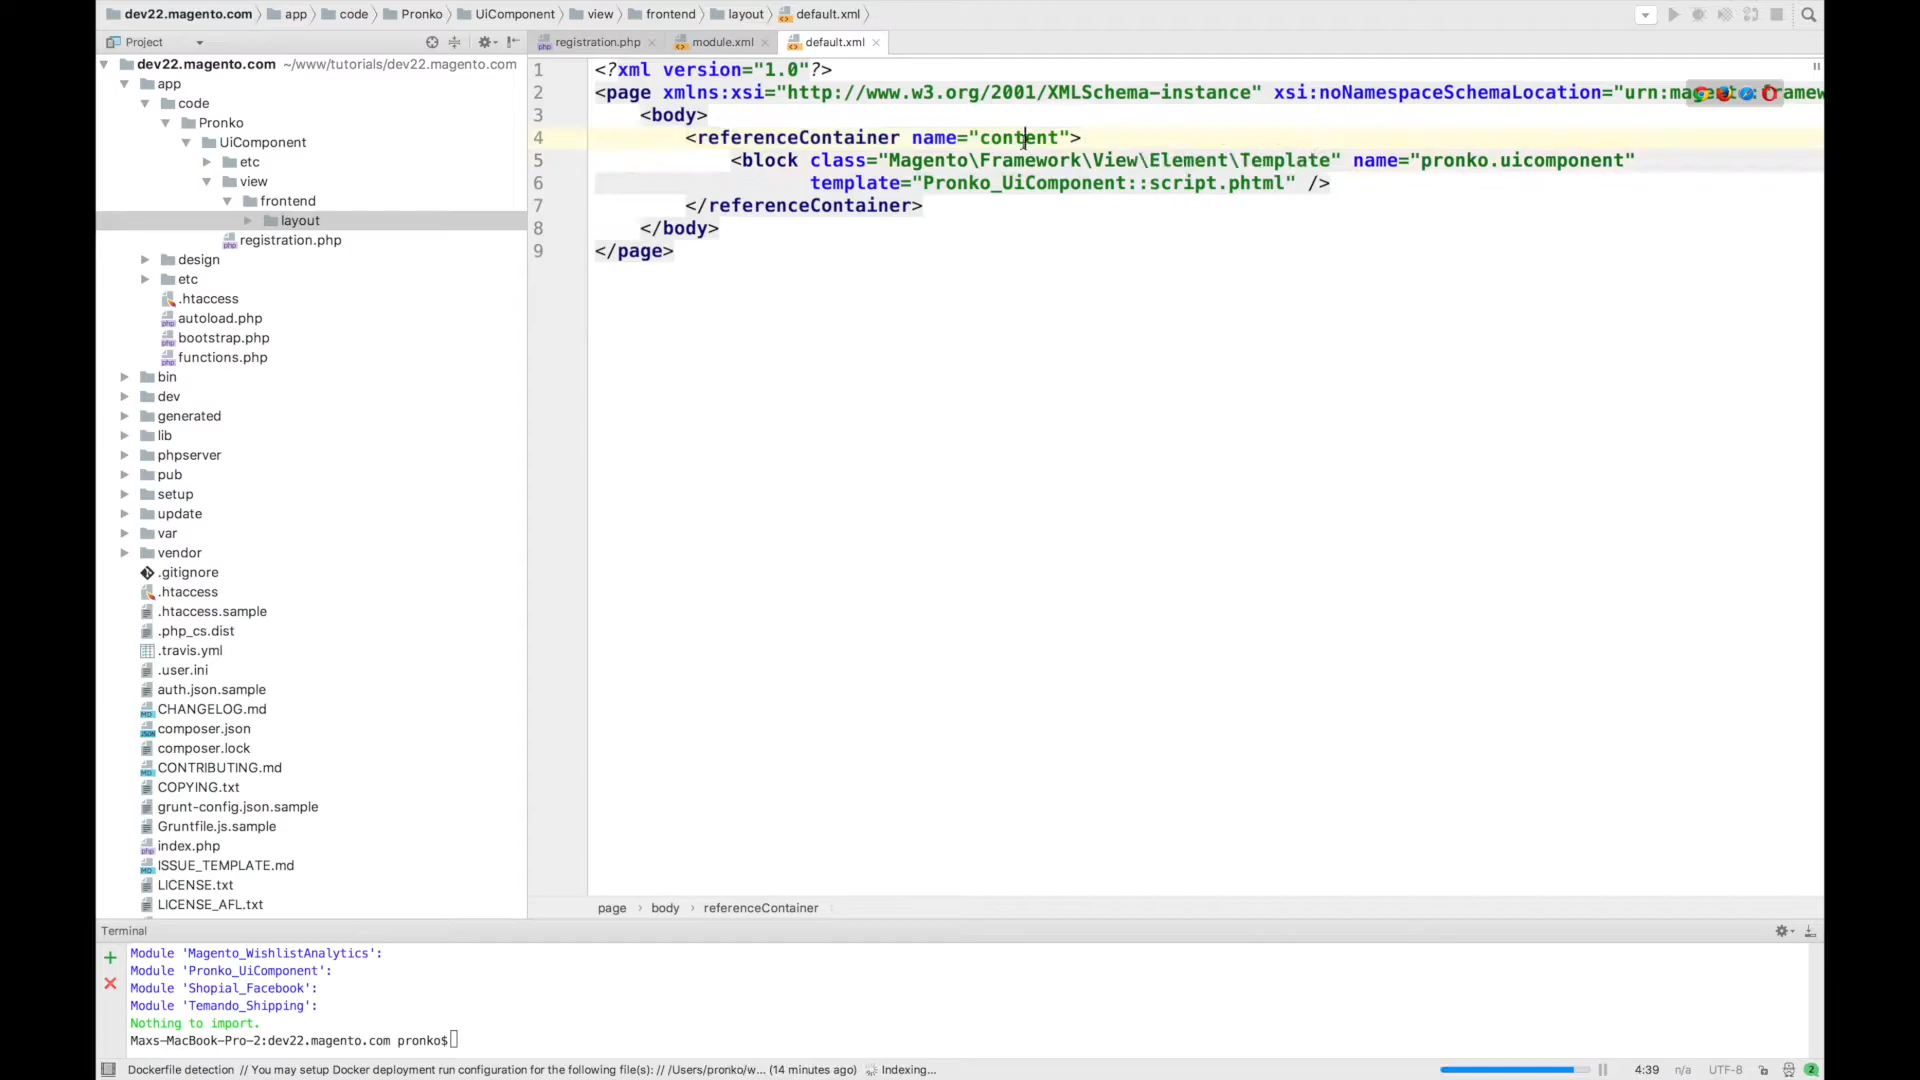 dev22.magento.com app code Pronko UiComponent view frontend layout default.xml
Project registration.php module.xml default.xml
dev22.magento.com ~/www/tutorials/dev22.magento.com
app
code
Pronko
UiComponent
etc
view
frontend
layout
registration.php
design
etc
.htaccess
autoload.php
bootstrap.php
functions.php
bin
dev
generated
lib
phpserver
pub
setup
update
var
vendor
.gitignore
.htaccess
.htaccess.sample
.php_cs.dist
.travis.yml
.user.ini
auth.json.sample
CHANGELOG.md
composer.json
composer.lock
CONTRIBUTING.md
COPYING.txt
grunt-config.json.sample
Gruntfile.js.sample
index.php
ISSUE_TEMPLATE.md
LICENSE.txt
LICENSE_AFL.txt
1 <?xml version="1.0"?>
2 <page xmlns:xsi="http://www.w3.org/2001/XMLSchema-instance" xsi:noNamespaceSchemaLocation="urn:
3 <body>
4 <referenceContainer name="content">
5 <block class="Magento\Framework\View\Element\Template" name="pronko.uicomponent"
6 template="Pronko_UiComponent::script.phtml" />
7 </referenceContainer>
8 </body>
9 </page>
page › body › referenceContainer
Terminal
Module 'Magento_WishlistAnalytics':
Module 'Pronko_UiComponent':
Module 'Shopial_Facebook':
Module 'Temando_Shipping':
Nothing to import.
Maxs-MacBook-Pro-2:dev22.magento.com pronko$
Dockerfile detection // You may setup Docker deployment run configuration for the following file(s): // /Users/pronko/w... (14 minutes ago) Indexing... 4:39 n/a UTF-8 2